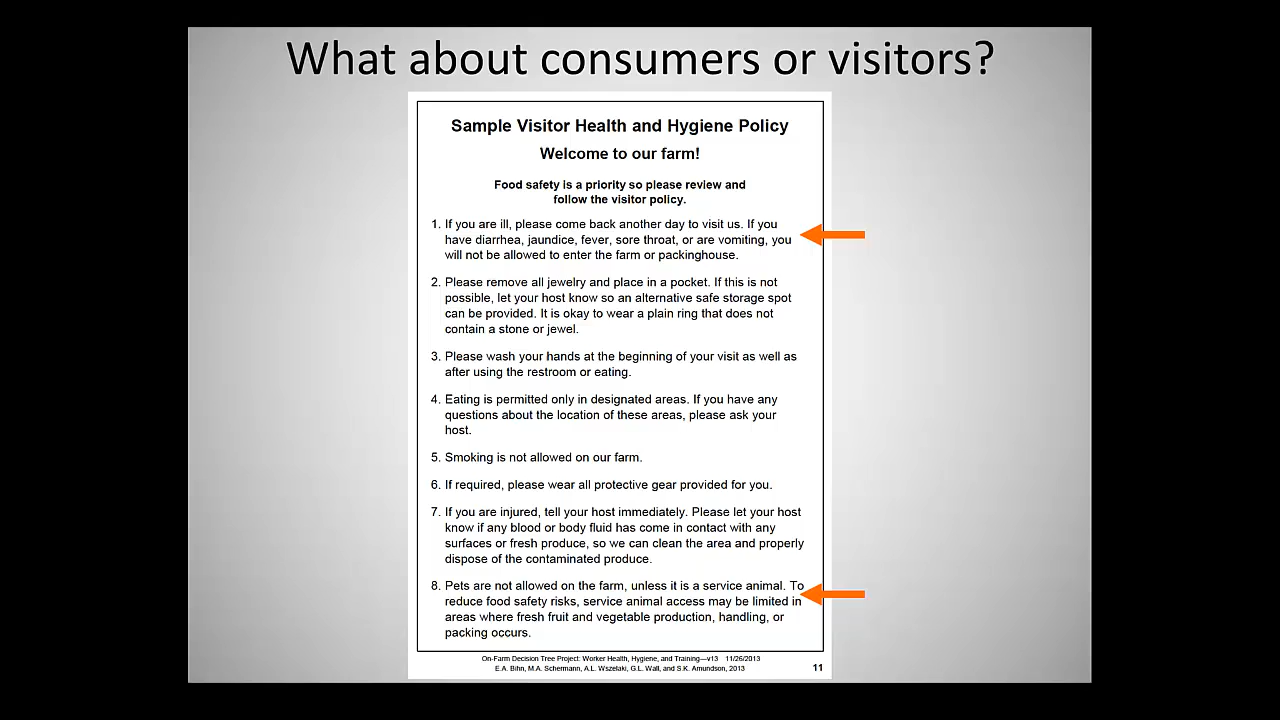 What about consumers or visitors?
Sample Visitor Health and Hygiene Policy
Welcome to our farm!
Food safety is a priority so please review and
follow the visitor policy.
1. If you are ill, please come back another day to visit us. If you
have diarrhea, jaundice, fever, sore throat, or are vomiting, you
will not be allowed to enter the farm or packinghouse.
2. Please remove all jewelry and place in a pocket. If this is not
possible, let your host know so an alternative safe storage spot
can be provided. It is okay to wear a plain ring that does not
contain a stone or jewel.
3. Please wash your hands at the beginning of your visit as well as
after using the restroom or eating.
4. Eating is permitted only in designated areas. If you have any
questions about the location of these areas, please ask your
host.
5. Smoking is not allowed on our farm.
6. If required, please wear all protective gear provided for you.
7. If you are injured, tell your host immediately. Please let your host
know if any blood or body fluid has come in contact with any
surfaces or fresh produce, so we can clean the area and properly
dispose of the contaminated produce.
8. Pets are not allowed on the farm, unless it is a service animal. To
reduce food safety risks, service animal access may be limited in
areas where fresh fruit and vegetable production, handling, or
packing occurs.
On-Farm Decision Tree Project: Worker Health, Hygiene, and Training—v13 11/26/2013
E.A. Bihn, M.A. Schermann, A.L. Wszelaki, G.L. Wall, and S.K. Amundson, 2013
11